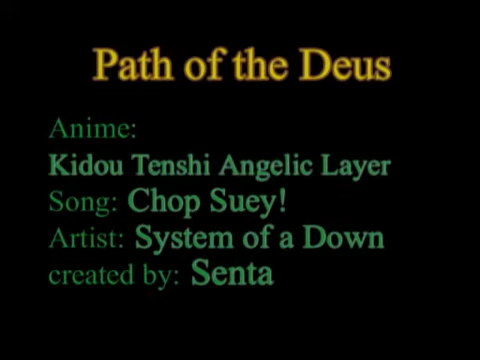 Path of the Deus
Anime:
Kidou Tenshi Angelic Layer
Song: Chop Suey!
Artist: System of a Down
created by: Senta